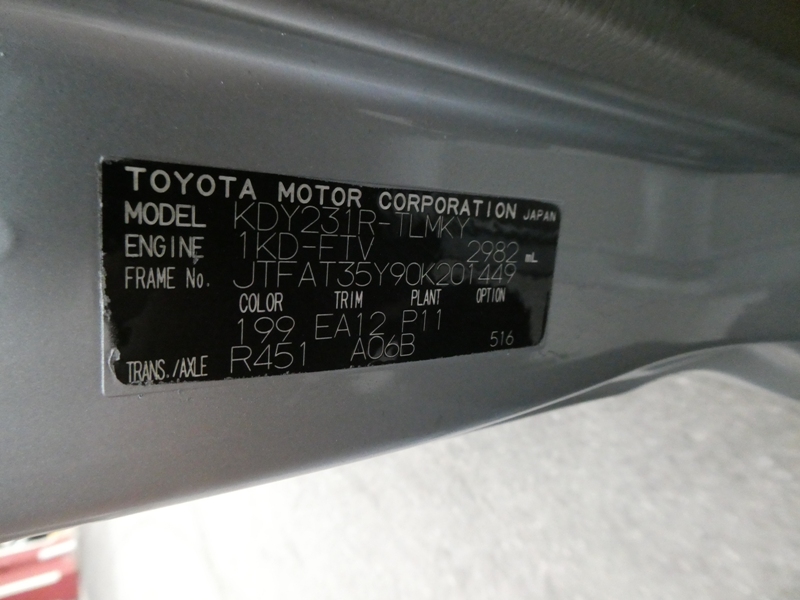 TOYOTA MOTOR CORPORATION JAPAN
MODEL KDY231R-TLMKY
ENGINE 1KD-FTV 2982 mL
FRAME No. JTFAT35Y90K201449
COLOR TRIM PLANT OPTION
199 EA12 P11
TRANS./AXLE R451 A06B 516